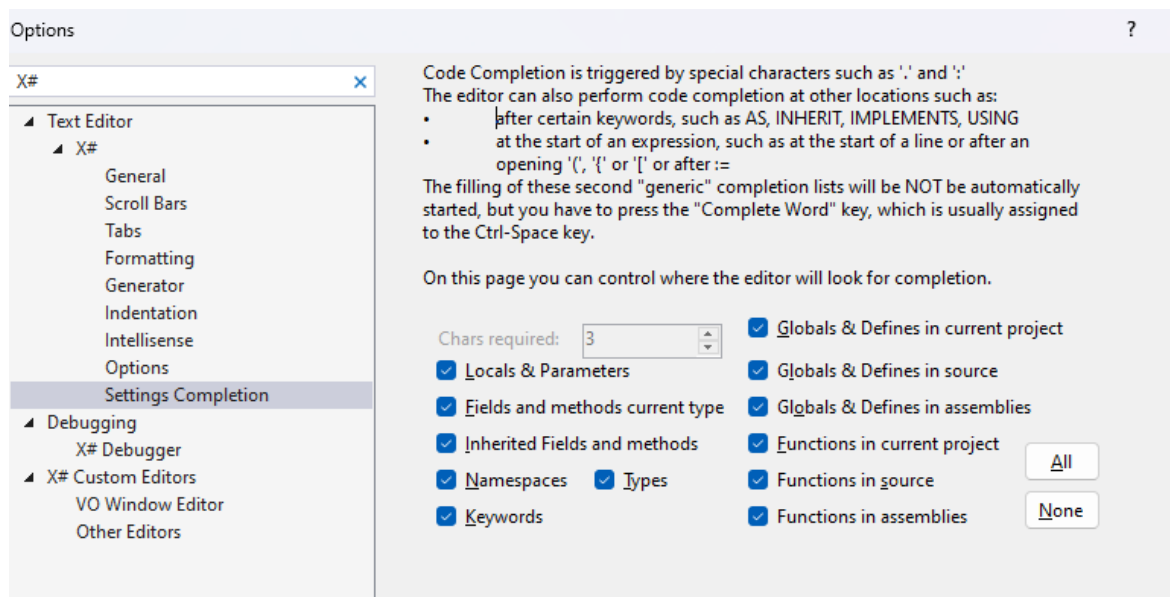 Options
?
X#
Text Editor
X#
General
Scroll Bars
Tabs
Formatting
Generator
Indentation
Intellisense
Options
Settings Completion
Debugging
X# Debugger
X# Custom Editors
VO Window Editor
Other Editors
Code Completion is triggered by special characters such as '.' and ':'
The editor can also perform code completion at other locations such as:
• after certain keywords, such as AS, INHERIT, IMPLEMENTS, USING
• at the start of an expression, such as at the start of a line or after an
opening '(', '{' or '[' or after :=
The filling of these second "generic" completion lists will be NOT be automatically
started, but you have to press the "Complete Word" key, which is usually assigned
to the Ctrl-Space key.
On this page you can control where the editor will look for completion.
Chars required: 3
Locals & Parameters
Fields and methods current type
Inherited Fields and methods
Namespaces Types
Keywords
Globals & Defines in current project
Globals & Defines in source
Globals & Defines in assemblies
Functions in current project
Functions in source
Functions in assemblies
All
None